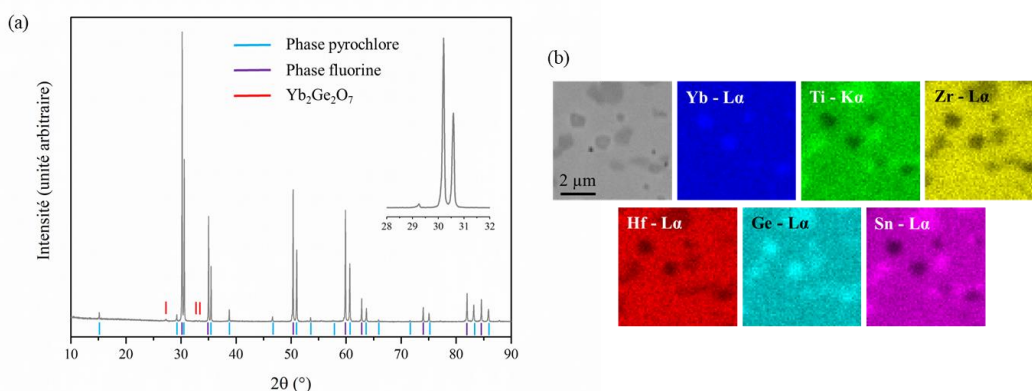 (a)
Intensité (unité arbitraire)
Phase pyrochlore
Phase fluorine
Yb₂Ge₂O₇
28 29 30 31 32
10 20 30 40 50 60 70 80 90
2θ (°)
(b)
2 µm
Yb - Lα
Ti - Kα
Zr - Lα
Hf - Lα
Ge - Lα
Sn - Lα